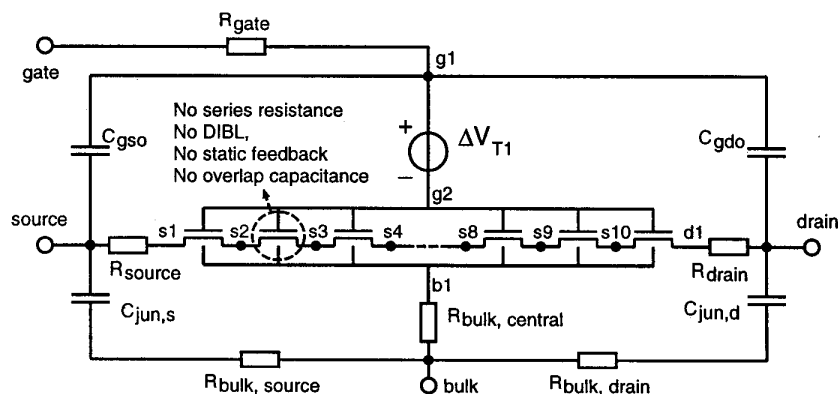 Rgate
gate
g1
No series resistance
No DIBL,
No static feedback
No overlap capacitance
Cgso
+
ΔVT1
−
Cgdo
g2
source
s1
s2
s3
s4
s8
s9
s10
d1
drain
Rsource
Rdrain
b1
Cjun,s
Rbulk, central
Cjun,d
Rbulk, source
bulk
Rbulk, drain